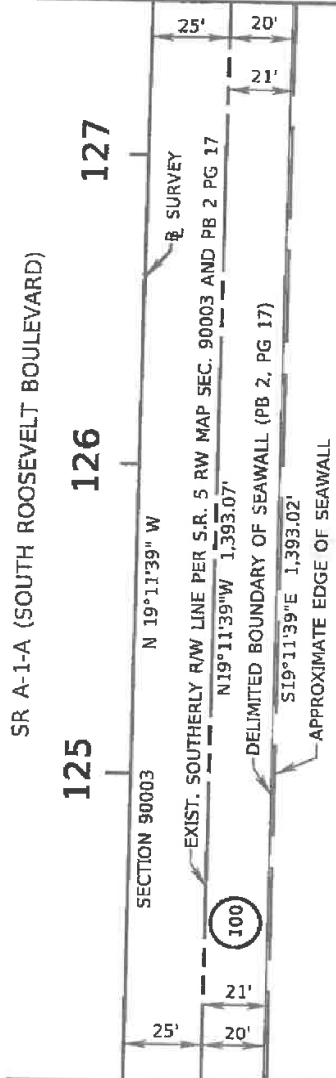 SR A-1-A (SOUTH ROOSEVELT BOULEVARD)
125
126
127
SECTION 90003
N 19°11'39" W
℄ SURVEY
EXIST. SOUTHERLY R/W LINE PER S.R. 5 RW MAP SEC. 90003 AND PB 2 PG 17
N19°11'39"W 1,393.07'
DELIMITED BOUNDARY OF SEAWALL (PB 2, PG 17)
S19°11'39"E 1,393.02'
APPROXIMATE EDGE OF SEAWALL
100
25'
21'
20'
25'
20'
21'